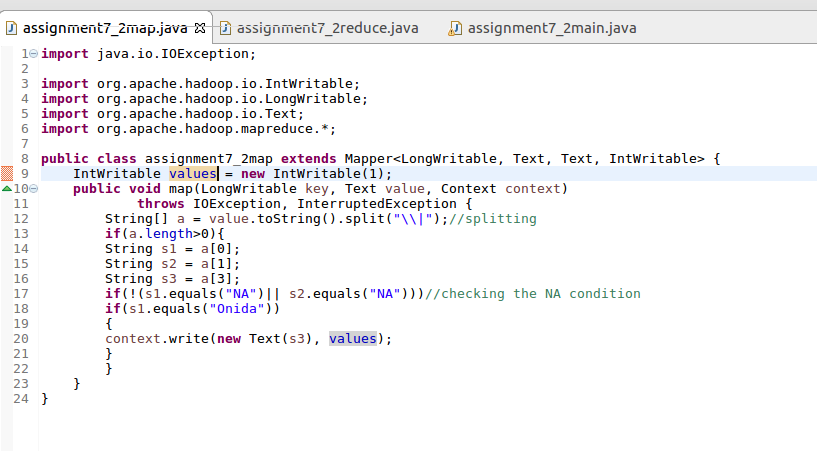 assignment7_2map.java assignment7_2reduce.java assignment7_2main.java
1 import java.io.IOException;
2
3 import org.apache.hadoop.io.IntWritable;
4 import org.apache.hadoop.io.LongWritable;
5 import org.apache.hadoop.io.Text;
6 import org.apache.hadoop.mapreduce.*;
7
8 public class assignment7_2map extends Mapper<LongWritable, Text, Text, IntWritable> {
9     IntWritable values = new IntWritable(1);
10     public void map(LongWritable key, Text value, Context context)
11             throws IOException, InterruptedException {
12         String[] a = value.toString().split("\\|");//splitting
13         if(a.length>0){
14         String s1 = a[0];
15         String s2 = a[1];
16         String s3 = a[3];
17         if(!(s1.equals("NA")|| s2.equals("NA")))//checking the NA condition
18         if(s1.equals("Onida"))
19         {
20         context.write(new Text(s3), values);
21         }
22         }
23     }
24 }